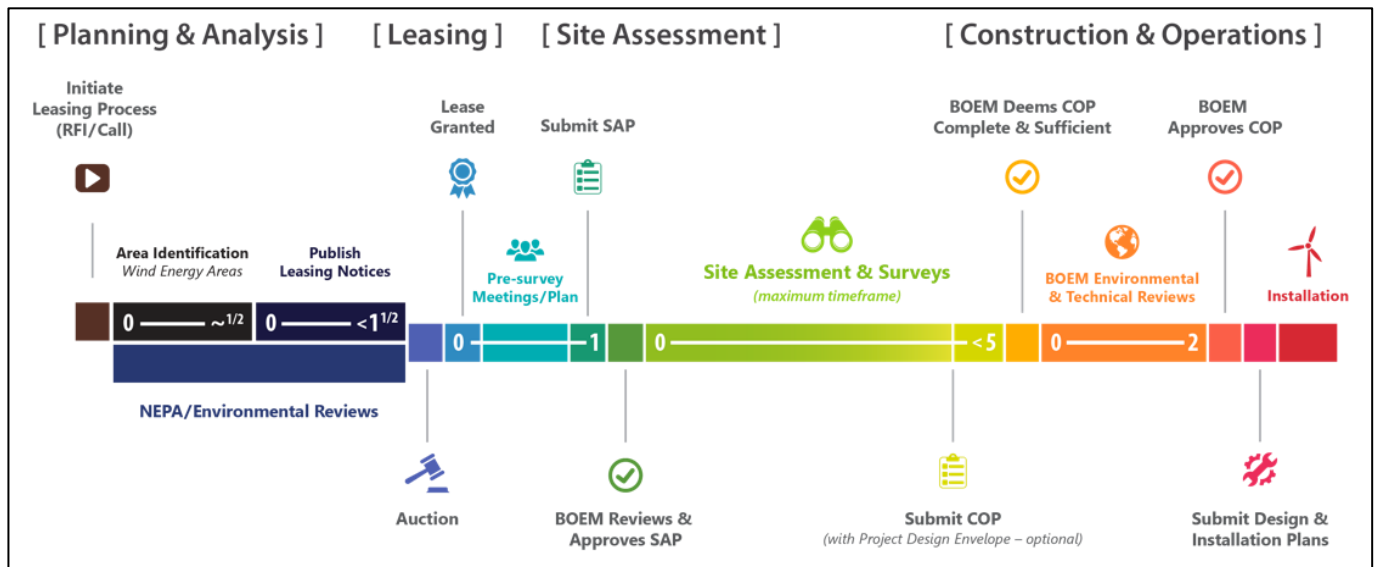 [ Planning & Analysis ]
[ Leasing ]
[ Site Assessment ]
[ Construction & Operations ]
Initiate
Leasing Process
(RFI/Call)
Lease
Granted
Submit SAP
BOEM Deems COP
Complete & Sufficient
BOEM
Approves COP
Area Identification
Wind Energy Areas
Publish
Leasing Notices
Pre-survey
Meetings/Plan
Site Assessment & Surveys
(maximum timeframe)
BOEM Environmental
& Technical Reviews
Installation
0 ~1/2
0 <1 1/2
0 1
0 <5
0 2
NEPA/Environmental Reviews
Auction
BOEM Reviews &
Approves SAP
Submit COP
(with Project Design Envelope – optional)
Submit Design &
Installation Plans